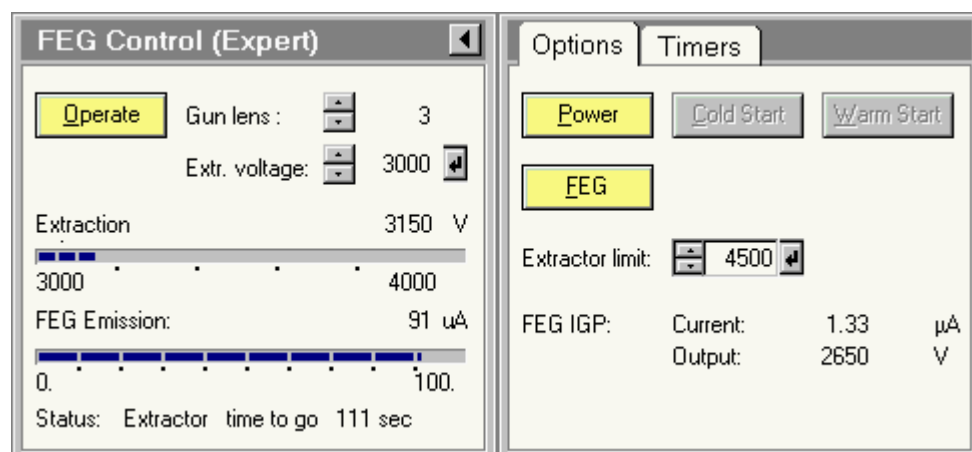 FEG Control (Expert)
Operate Gun lens : 3
Extr. voltage: 3000
Extraction 3150 V
3000 4000
FEG Emission: 91 uA
0. 100.
Status: Extractor time to go 111 sec
Options Timers
Power Cold Start Warm Start
FEG
Extractor limit: 4500
FEG IGP: Current: 1.33 µA
Output: 2650 V